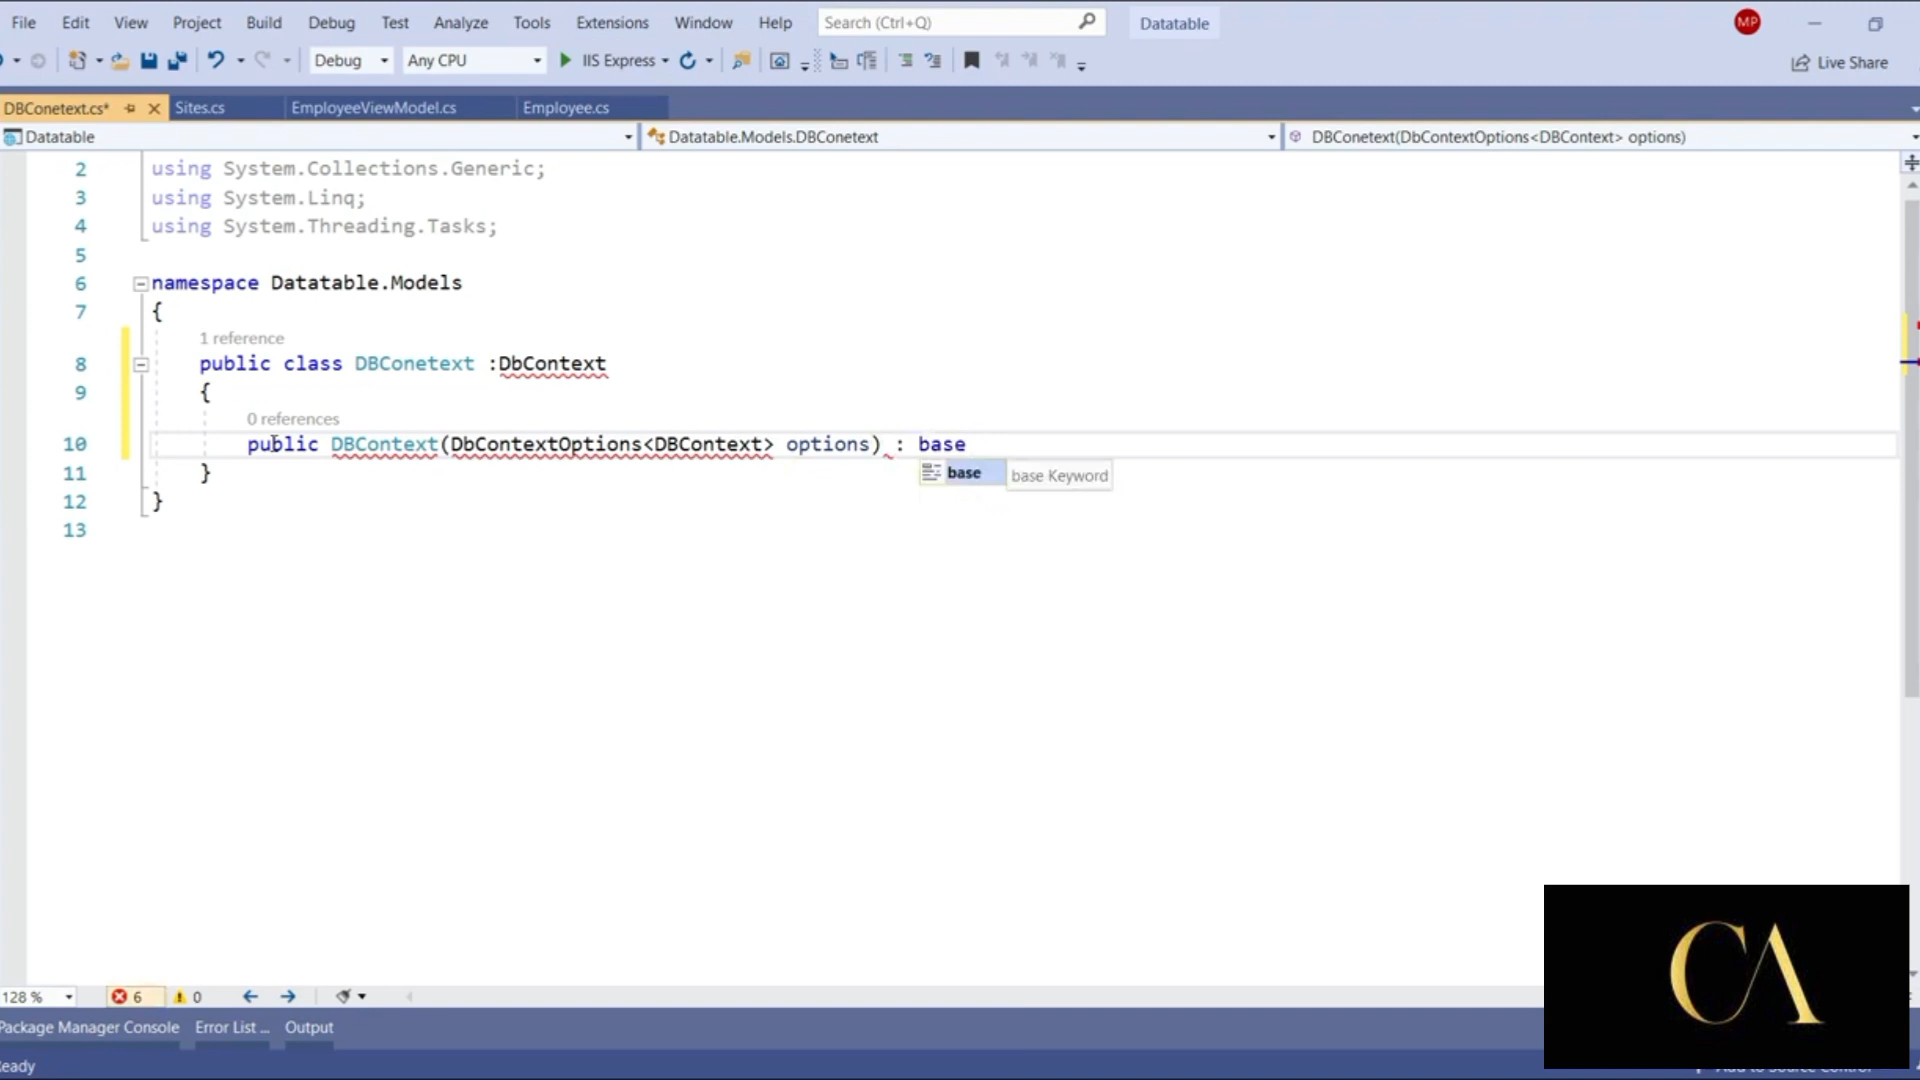 File Edit View Project Build Debug Test Analyze Tools Extensions Window Help Search (Ctrl+Q) Datatable MP
Debug Any CPU IIS Express Live Share
DBConetext.cs* Sites.cs EmployeeViewModel.cs Employee.cs
Datatable Datatable.Models.DBConetext DBConetext(DbContextOptions<DBContext> options)
2 using System.Collections.Generic;
3 using System.Linq;
4 using System.Threading.Tasks;
5
6 namespace Datatable.Models
7 {
1 reference
8 public class DBConetext :DbContext
9 {
0 references
10 public DBContext(DbContextOptions<DBContext> options) : base
11 }
base base Keyword
12 }
13
128 % 6 0
Package Manager Console Error List ... Output
eady
CA